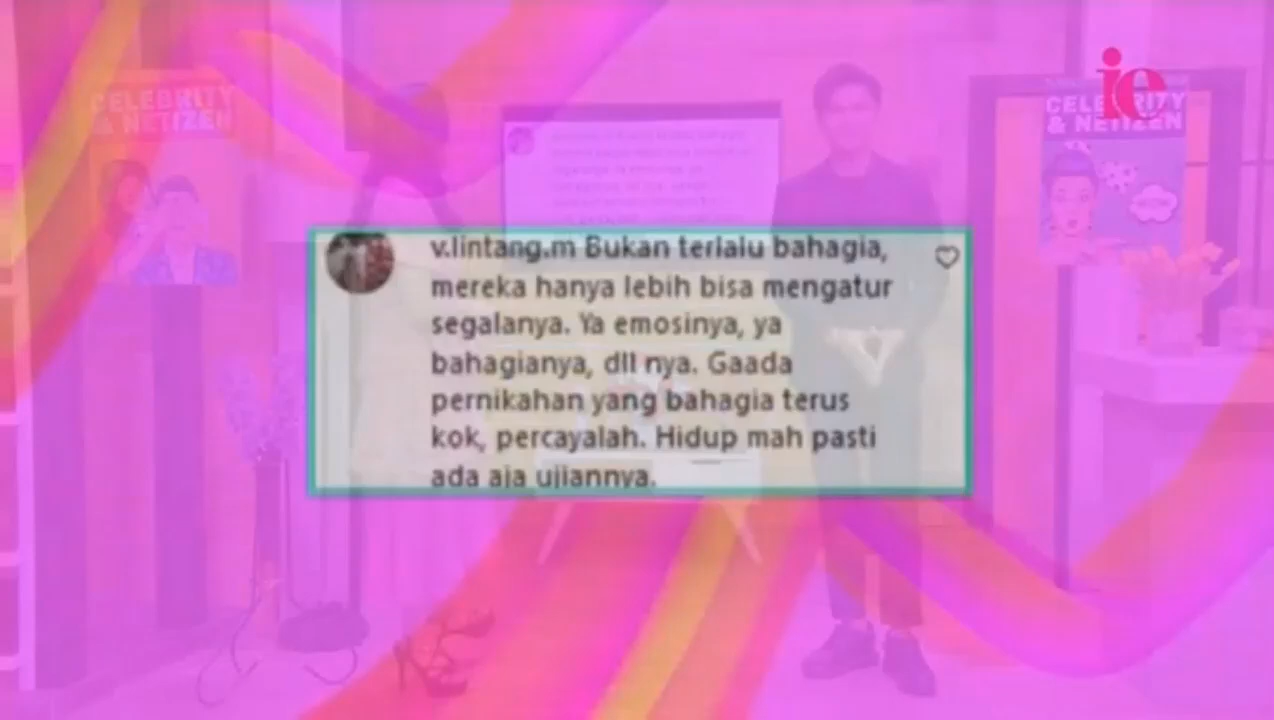 CELEBRITY
& NETIZEN
ie
CELEBRITY
& NETIZEN
v.lintang.m Bukan terlalu bahagia,
mereka hanya lebih bisa mengatur
segalanya. Ya emosinya, ya
bahagianya, dll nya. Gaada
pernikahan yang bahagia terus
kok, percayalah. Hidup mah pasti
ada aja ujiannya.